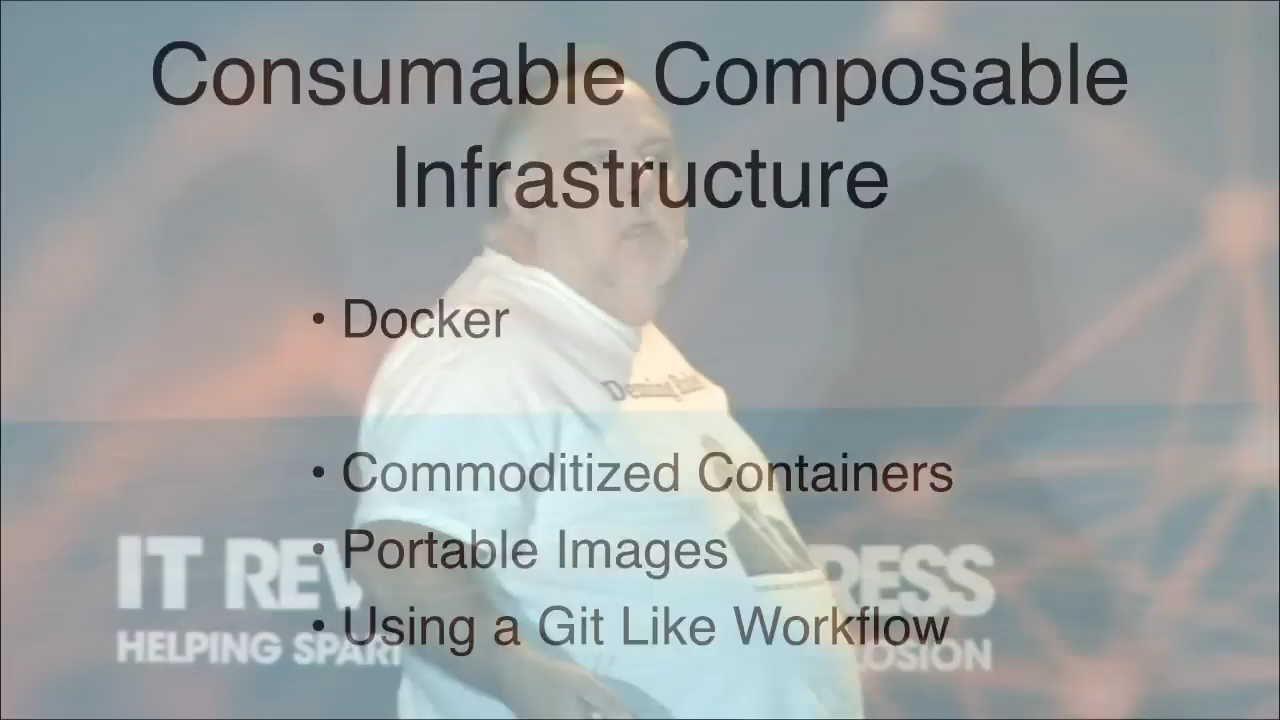 Consumable Composable
Infrastructure
• Docker
• Commoditized Containers
• Portable Images
• Using a Git Like Workflow
IT REV RESS
HELPING SPAR LOSION